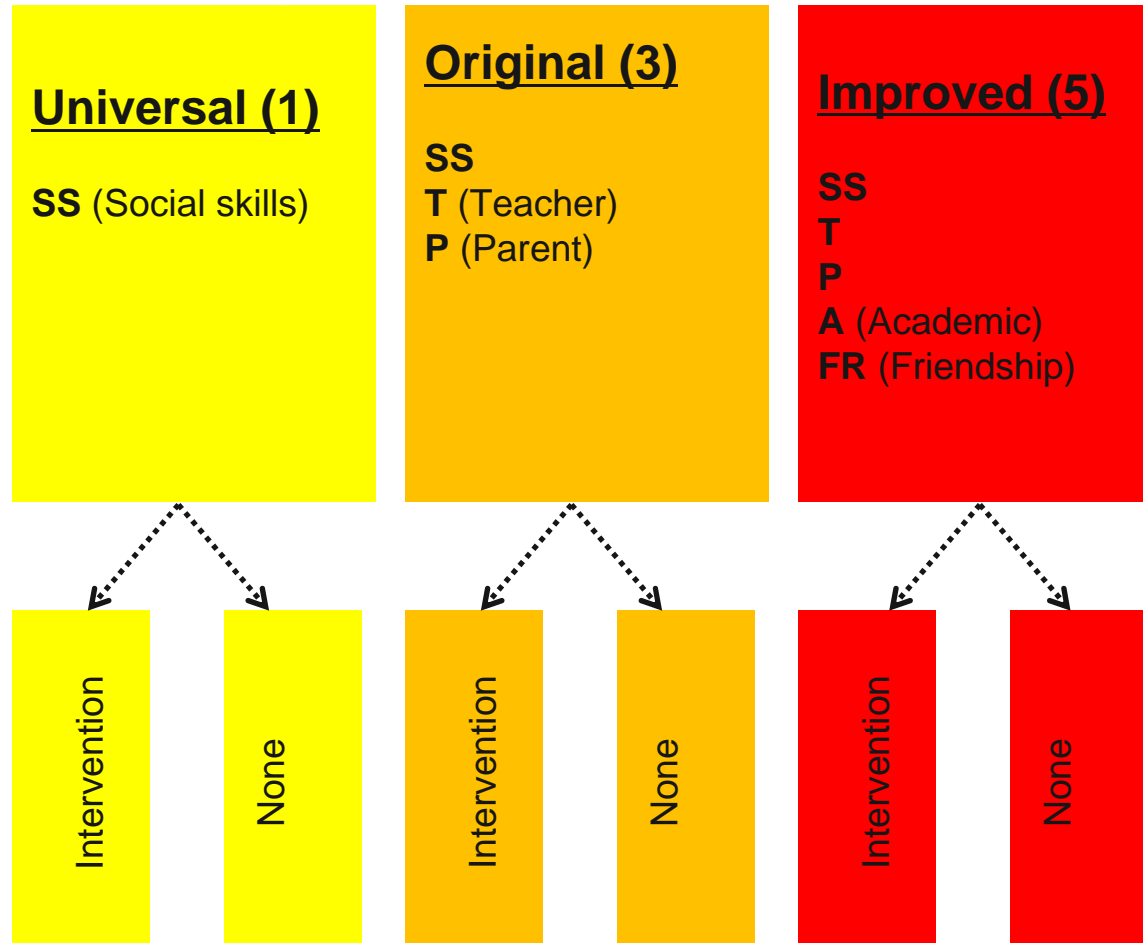 Universal (1)
SS (Social skills)
Original (3)
SS
T (Teacher)
P (Parent)
Improved (5)
SS
T
P
A (Academic)
FR (Friendship)
Intervention
None
Intervention
None
Intervention
None